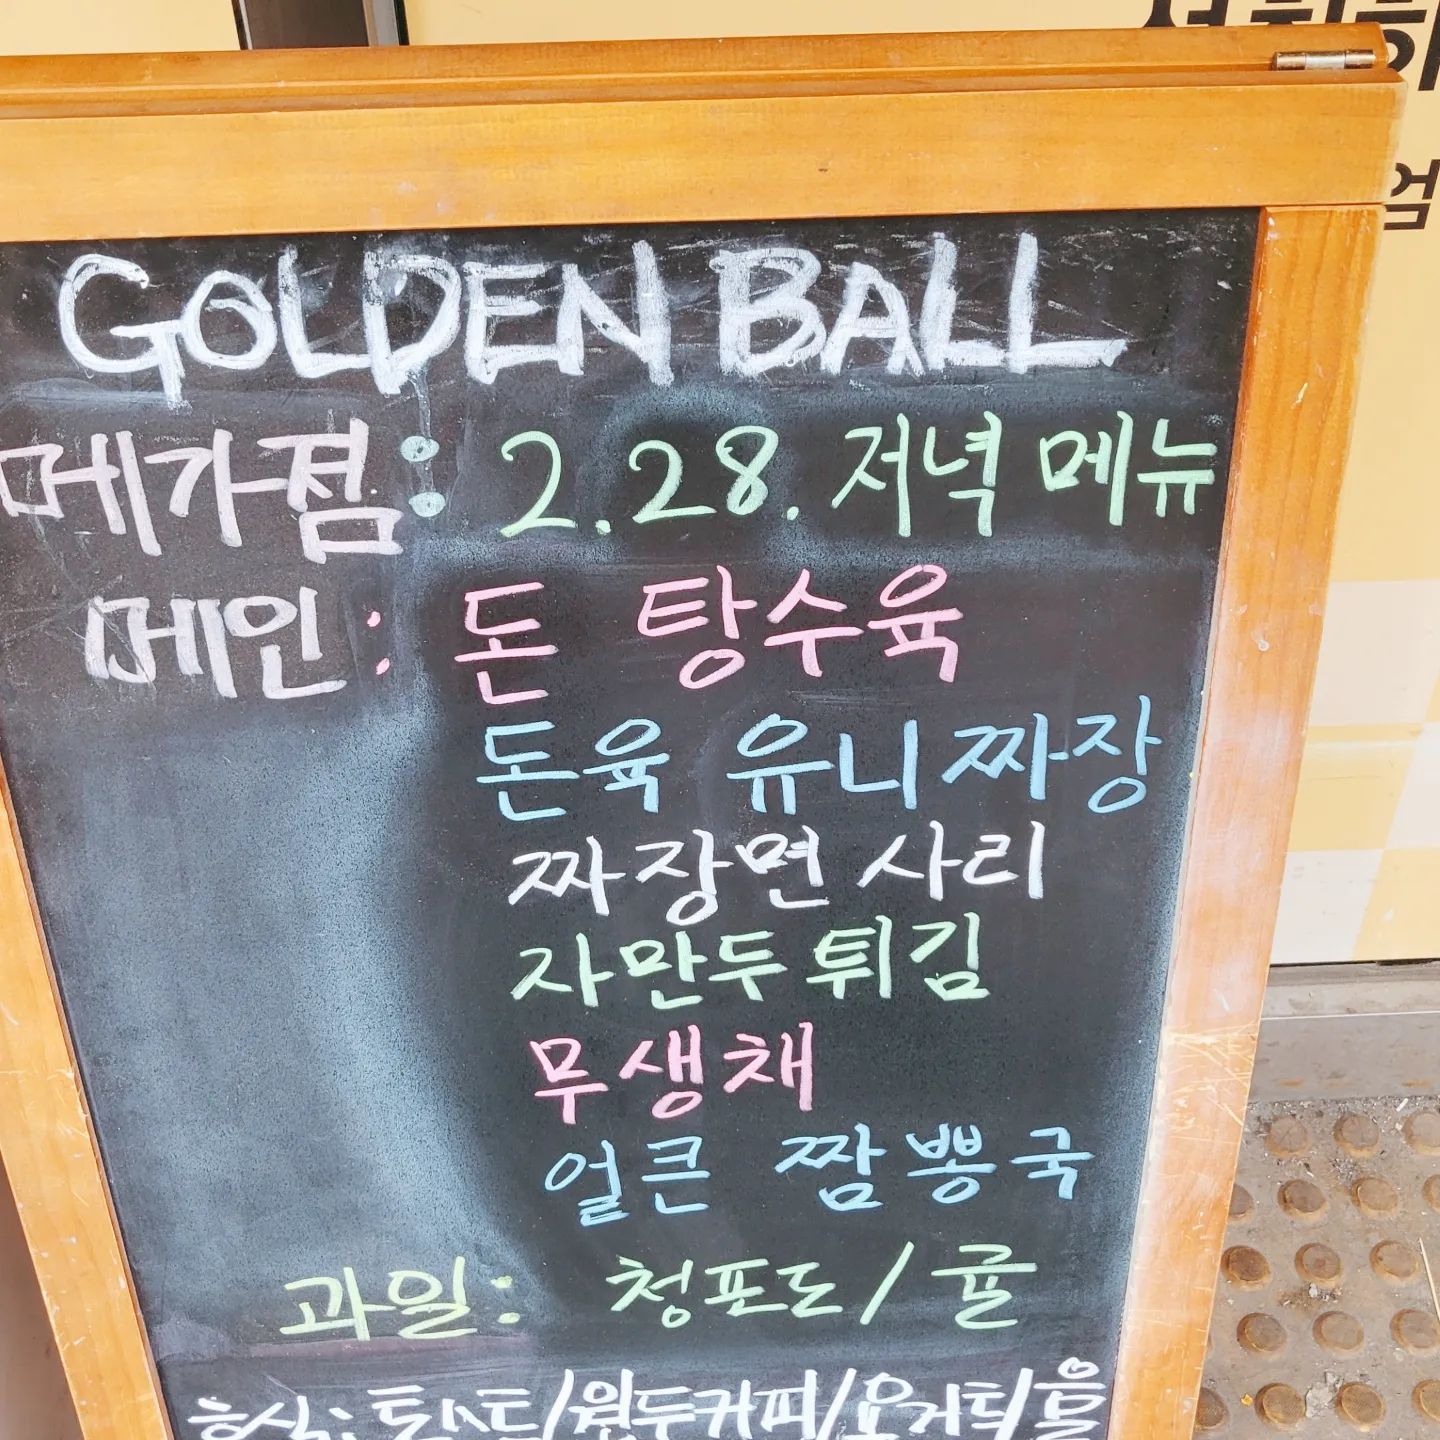 GOLDEN BALL
메가점: 2.28. 저녁 메뉴
메인: 돈 탕수육
돈육 유니짜장
짜장면 사리
자만두 튀김
무생채
얼큰 짬뽕국
과일: 청포도/귤
후식: 토스트/원두커피/요거트/음
업